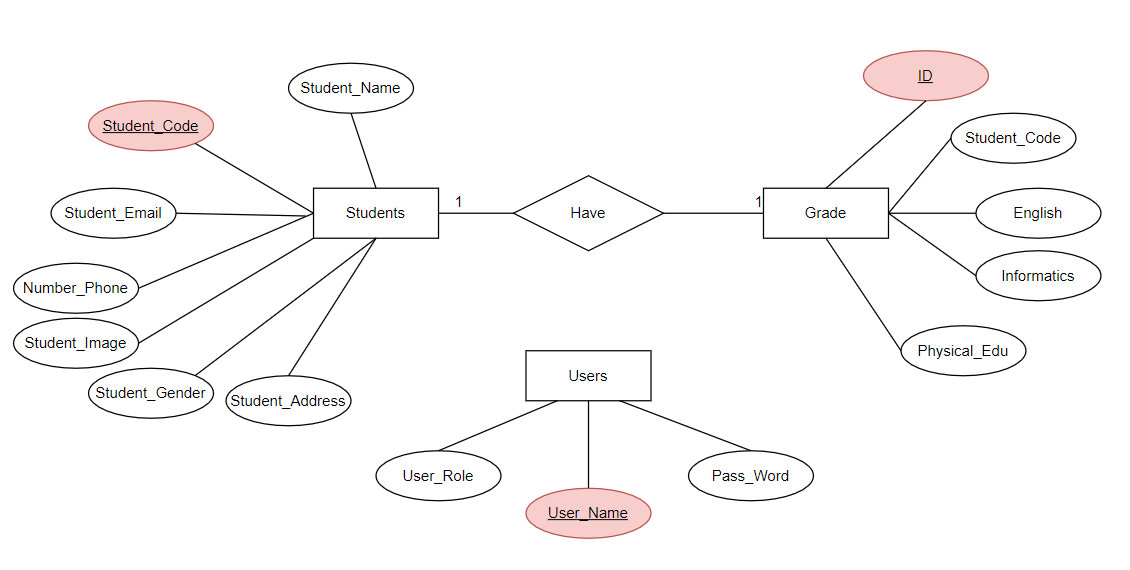 ID
Student_Name
Student_Code
Student_Code
1
1
Student_Email
Students
Have
Grade
English
Informatics
Number_Phone
Student_Image
Physical_Edu
Users
Student_Gender
Student_Address
User_Role
Pass_Word
User_Name